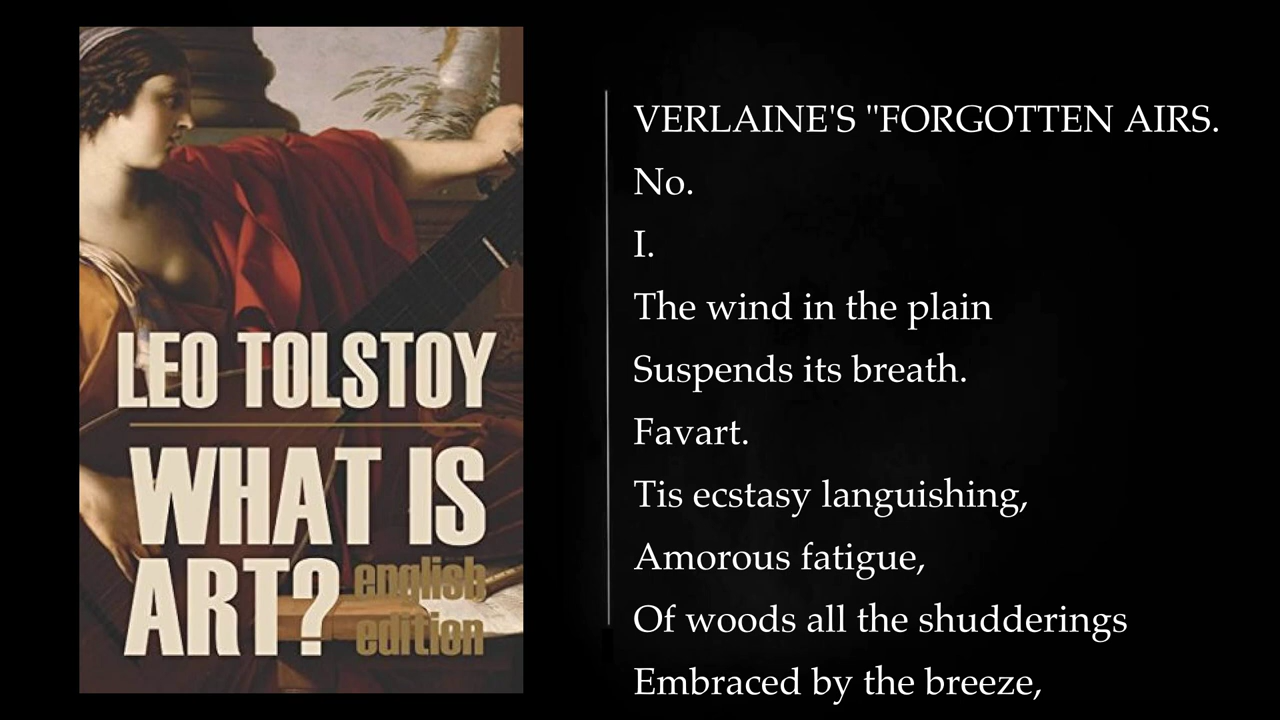 LEO TOLSTOY
WHAT IS
ART? english
edition
VERLAINE'S "FORGOTTEN AIRS.
No.
I.
The wind in the plain
Suspends its breath.
Favart.
Tis ecstasy languishing,
Amorous fatigue,
Of woods all the shudderings
Embraced by the breeze,